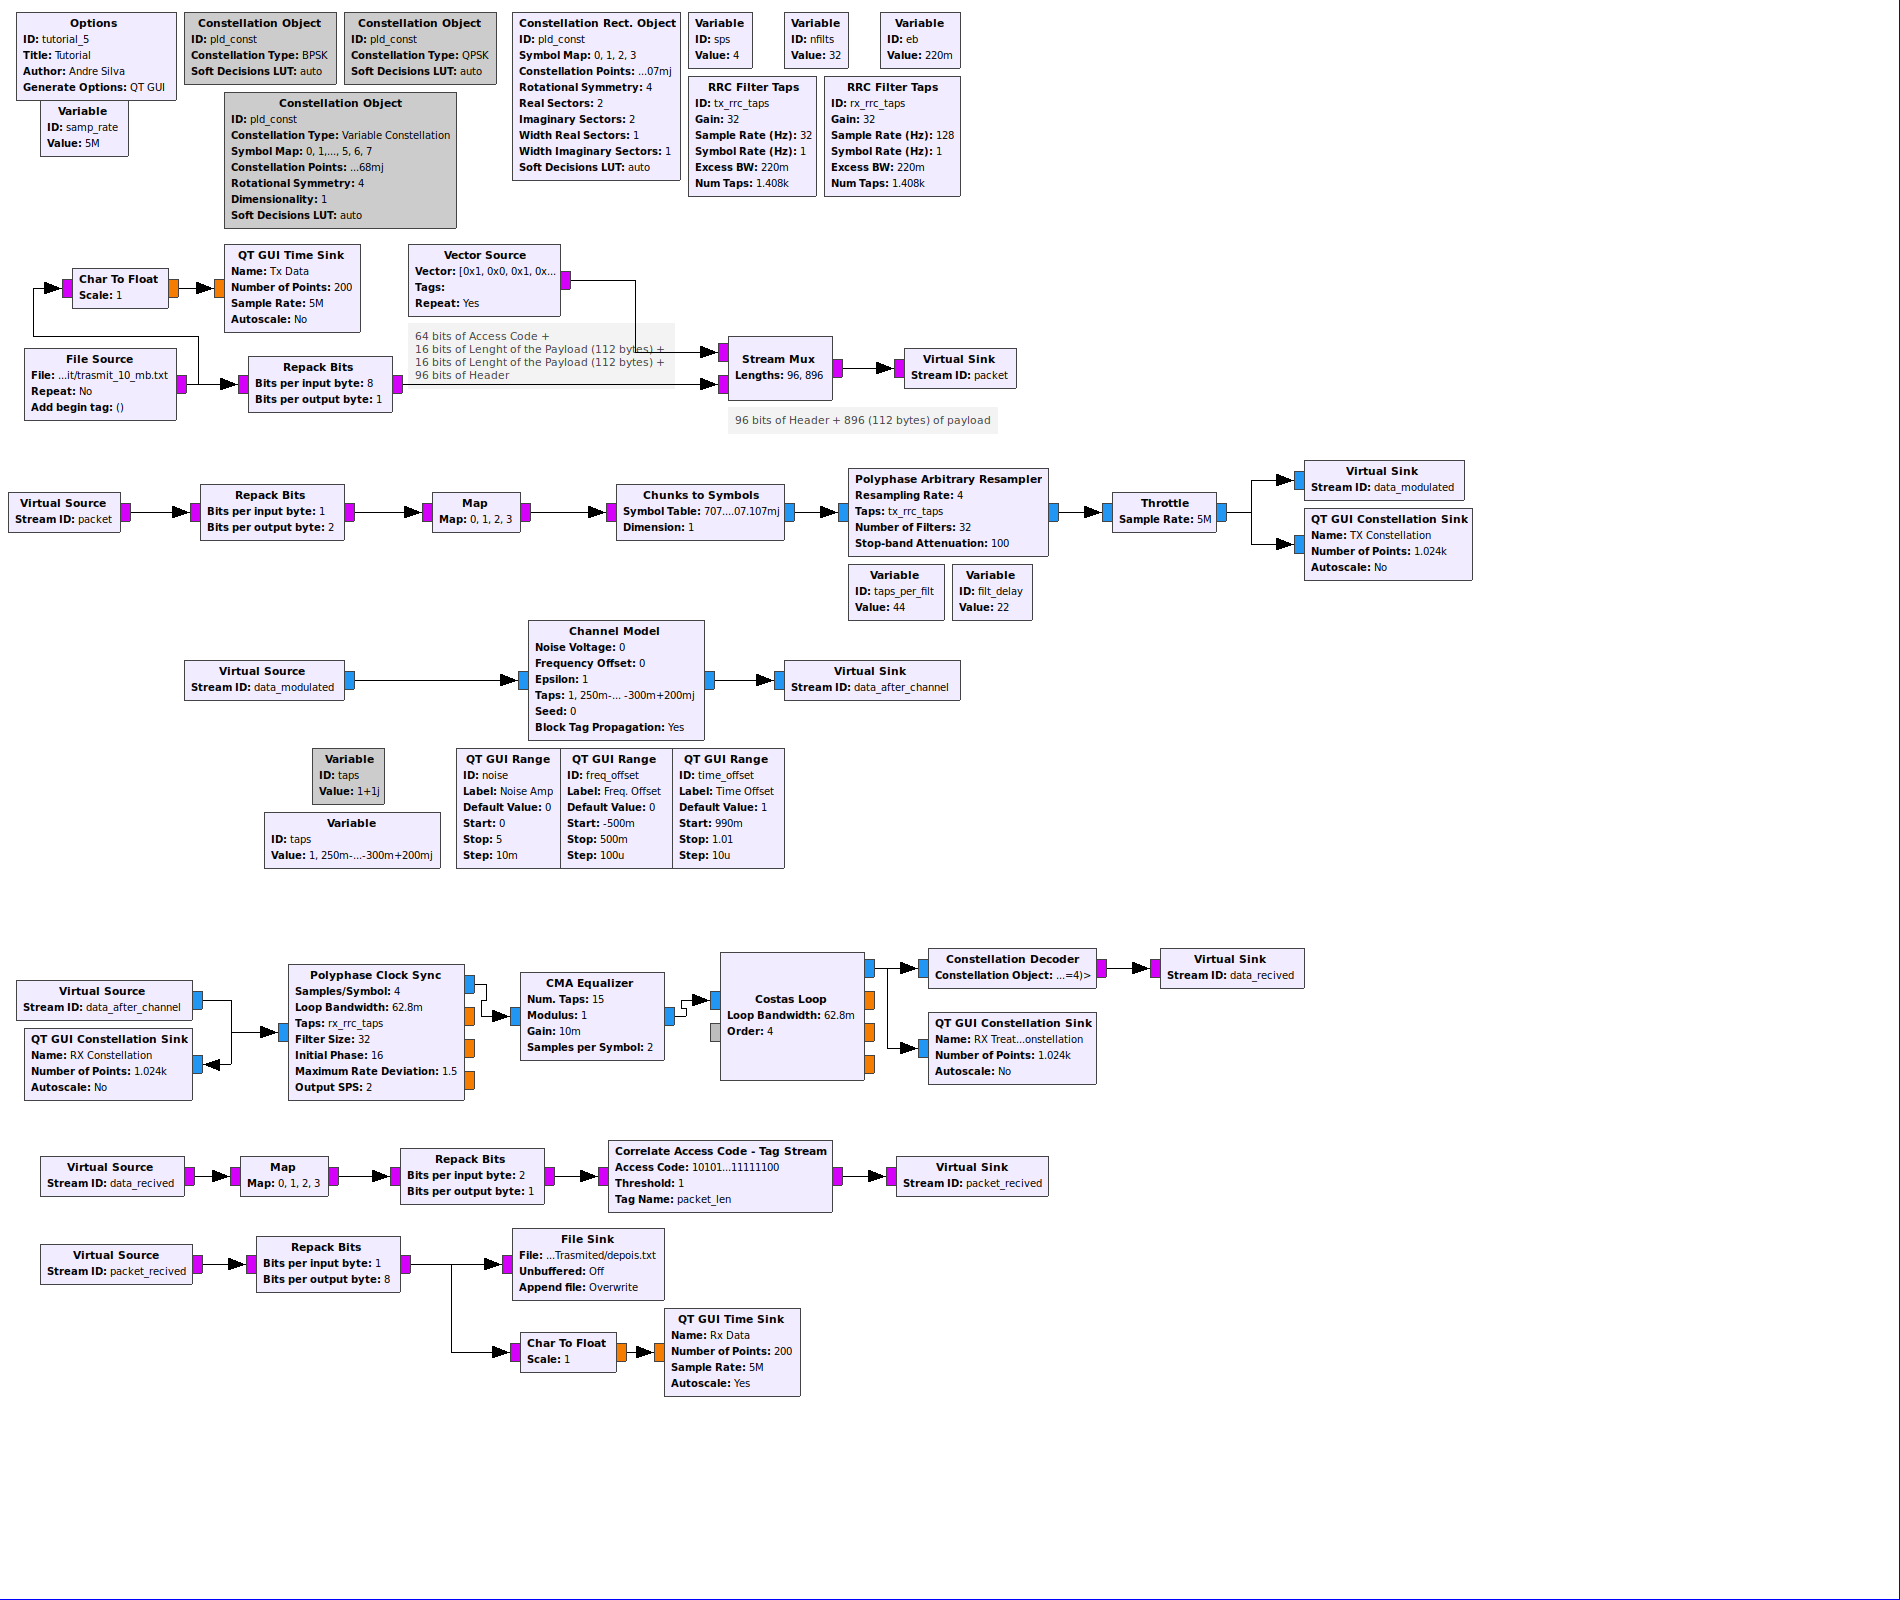 Options
ID: tutorial_5
Title: Tutorial
Author: Andre Silva
Generate Options: QT GUI
Variable
ID: samp_rate
Value: 5M
Constellation Object
ID: pld_const
Constellation Type: BPSK
Soft Decisions LUT: auto
Constellation Object
ID: pld_const
Constellation Type: QPSK
Soft Decisions LUT: auto
Constellation Object
ID: pld_const
Constellation Type: Variable Constellation
Symbol Map: 0, 1,..., 5, 6, 7
Constellation Points: ...68mj
Rotational Symmetry: 4
Dimensionality: 1
Soft Decisions LUT: auto
Constellation Rect. Object
ID: pld_const
Symbol Map: 0, 1, 2, 3
Constellation Points: ...07mj
Rotational Symmetry: 4
Real Sectors: 2
Imaginary Sectors: 2
Width Real Sectors: 1
Width Imaginary Sectors: 1
Soft Decisions LUT: auto
Variable
ID: sps
Value: 4
Variable
ID: nfilts
Value: 32
Variable
ID: eb
Value: 220m
RRC Filter Taps
ID: tx_rrc_taps
Gain: 32
Sample Rate (Hz): 32
Symbol Rate (Hz): 1
Excess BW: 220m
Num Taps: 1.408k
RRC Filter Taps
ID: rx_rrc_taps
Gain: 32
Sample Rate (Hz): 128
Symbol Rate (Hz): 1
Excess BW: 220m
Num Taps: 1.408k
Char To Float
Scale: 1
QT GUI Time Sink
Name: Tx Data
Number of Points: 200
Sample Rate: 5M
Autoscale: No
Vector Source
Vector: [0x1, 0x0, 0x1, 0x...
Tags:
Repeat: Yes
64 bits of Access Code +
16 bits of Lenght of the Payload (112 bytes) +
16 bits of Lenght of the Payload (112 bytes) +
96 bits of Header
File Source
File: ...it/trasmit_10_mb.txt
Repeat: No
Add begin tag: ()
Repack Bits
Bits per input byte: 8
Bits per output byte: 1
Stream Mux
Lengths: 96, 896
Virtual Sink
Stream ID: packet
96 bits of Header + 896 (112 bytes) of payload
Virtual Source
Stream ID: packet
Repack Bits
Bits per input byte: 1
Bits per output byte: 2
Map
Map: 0, 1, 2, 3
Chunks to Symbols
Symbol Table: 707....07.107mj
Dimension: 1
Polyphase Arbitrary Resampler
Resampling Rate: 4
Taps: tx_rrc_taps
Number of Filters: 32
Stop-band Attenuation: 100
Throttle
Sample Rate: 5M
Virtual Sink
Stream ID: data_modulated
QT GUI Constellation Sink
Name: TX Constellation
Number of Points: 1.024k
Autoscale: No
Variable
ID: taps_per_filt
Value: 44
Variable
ID: filt_delay
Value: 22
Virtual Source
Stream ID: data_modulated
Channel Model
Noise Voltage: 0
Frequency Offset: 0
Epsilon: 1
Taps: 1, 250m-... -300m+200mj
Seed: 0
Block Tag Propagation: Yes
Virtual Sink
Stream ID: data_after_channel
Variable
ID: taps
Value: 1+1j
Variable
ID: taps
Value: 1, 250m-...-300m+200mj
QT GUI Range
ID: noise
Label: Noise Amp
Default Value: 0
Start: 0
Stop: 5
Step: 10m
QT GUI Range
ID: freq_offset
Label: Freq. Offset
Default Value: 0
Start: -500m
Stop: 500m
Step: 100u
QT GUI Range
ID: time_offset
Label: Time Offset
Default Value: 1
Start: 990m
Stop: 1.01
Step: 10u
Virtual Source
Stream ID: data_after_channel
QT GUI Constellation Sink
Name: RX Constellation
Number of Points: 1.024k
Autoscale: No
Polyphase Clock Sync
Samples/Symbol: 4
Loop Bandwidth: 62.8m
Taps: rx_rrc_taps
Filter Size: 32
Initial Phase: 16
Maximum Rate Deviation: 1.5
Output SPS: 2
CMA Equalizer
Num. Taps: 15
Modulus: 1
Gain: 10m
Samples per Symbol: 2
Costas Loop
Loop Bandwidth: 62.8m
Order: 4
Constellation Decoder
Constellation Object: ...=4)>
Virtual Sink
Stream ID: data_recived
QT GUI Constellation Sink
Name: RX Treat...onstellation
Number of Points: 1.024k
Autoscale: No
Virtual Source
Stream ID: data_recived
Map
Map: 0, 1, 2, 3
Repack Bits
Bits per input byte: 2
Bits per output byte: 1
Correlate Access Code - Tag Stream
Access Code: 10101...11111100
Threshold: 1
Tag Name: packet_len
Virtual Sink
Stream ID: packet_recived
Virtual Source
Stream ID: packet_recived
Repack Bits
Bits per input byte: 1
Bits per output byte: 8
File Sink
File: ...Trasmited/depois.txt
Unbuffered: Off
Append file: Overwrite
Char To Float
Scale: 1
QT GUI Time Sink
Name: Rx Data
Number of Points: 200
Sample Rate: 5M
Autoscale: Yes